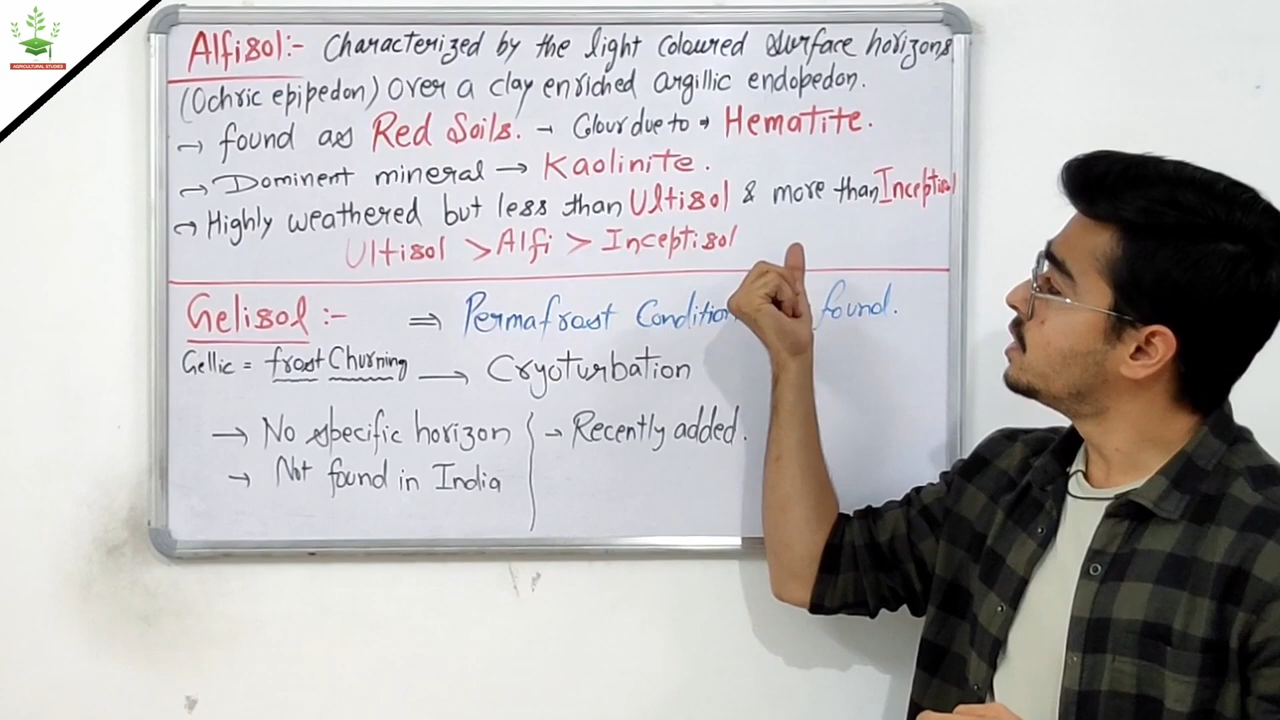 AGRICULTURAL STUDIES
Alfisol:- Characterized by the light coloured surface horizons
(Ochric epipedon) over a clay enriched argillic endopedon.
→ found as Red Soils. → Colour due to → Hematite.
→ Dominent mineral → Kaolinite.
→ Highly weathered but less than Ultisol & more than Inceptisol
Ultisol > Alfi > Inceptisol
Gelisol :- ⇒ Permafrost Condition found.
Gellic = frost Churning → Cryoturbation
→ No specific horizon → Recently added.
→ Not found in India